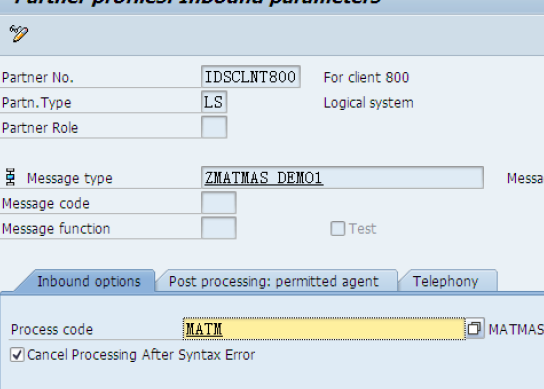 Partner profiles: Inbound parameters
Partner No. IDSCLNT800 For client 800
Partn.Type LS Logical system
Partner Role
Message type ZMATMAS_DEMO1 Messa
Message code
Message function Test
Inbound options Post processing: permitted agent Telephony
Process code MATM MATMAS
Cancel Processing After Syntax Error